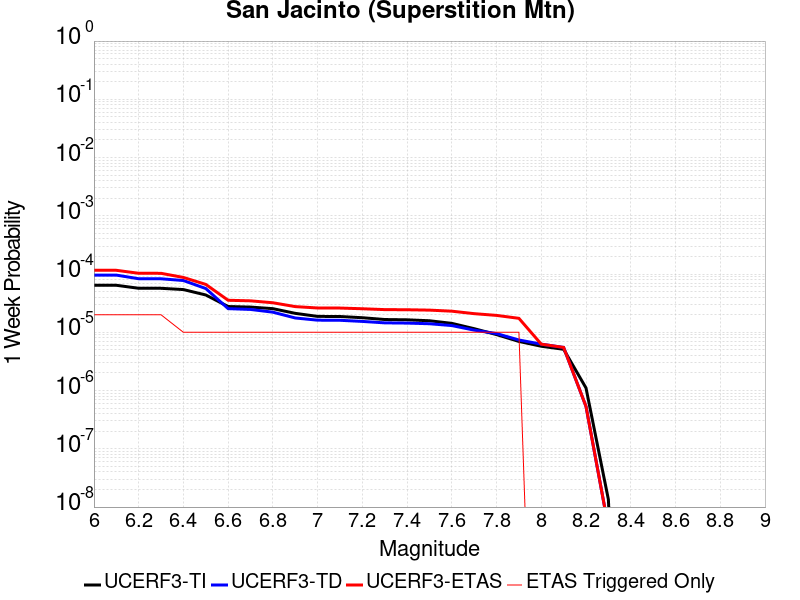 San Jacinto (Superstition Mtn)
10^0
10^-1
10^-2
10^-3
10^-4
10^-5
10^-6
10^-7
10^-8
1 Week Probability
6 6.2 6.4 6.6 6.8 7 7.2 7.4 7.6 7.8 8 8.2 8.4 8.6 8.8 9
Magnitude
UCERF3-TI UCERF3-TD UCERF3-ETAS ETAS Triggered Only